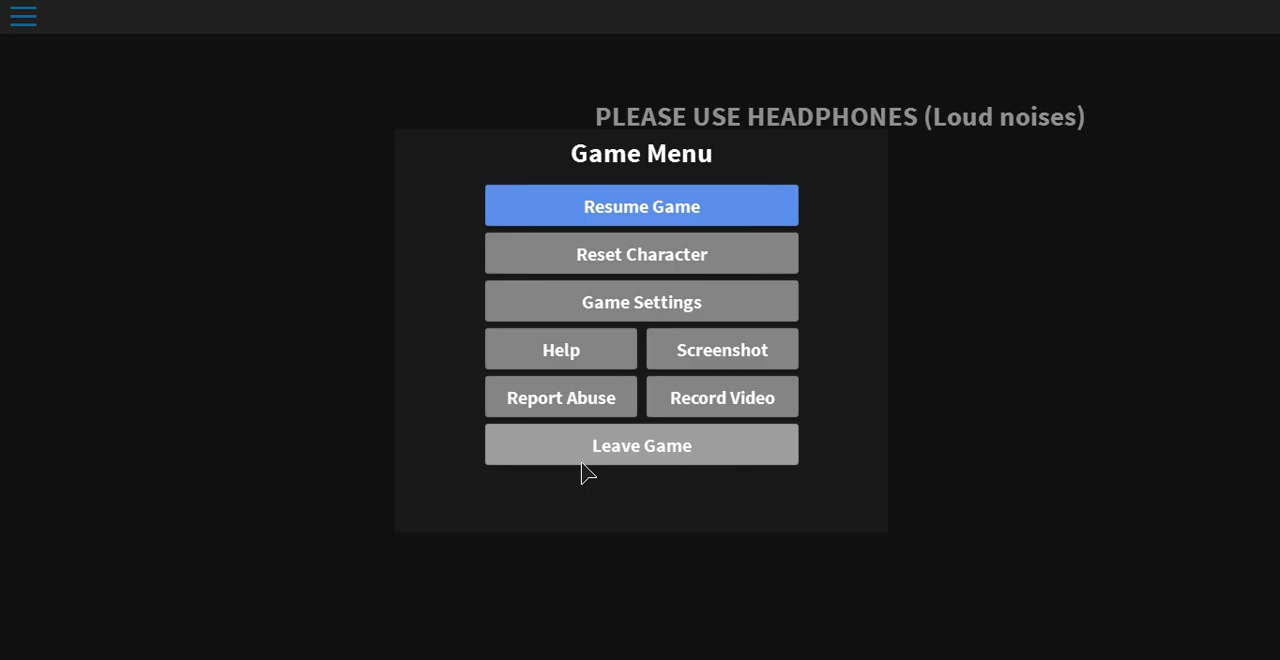 PLEASE USE HEADPHONES (Loud noises)
Game Menu
Resume Game
Reset Character
Game Settings
Help
Screenshot
Report Abuse
Record Video
Leave Game